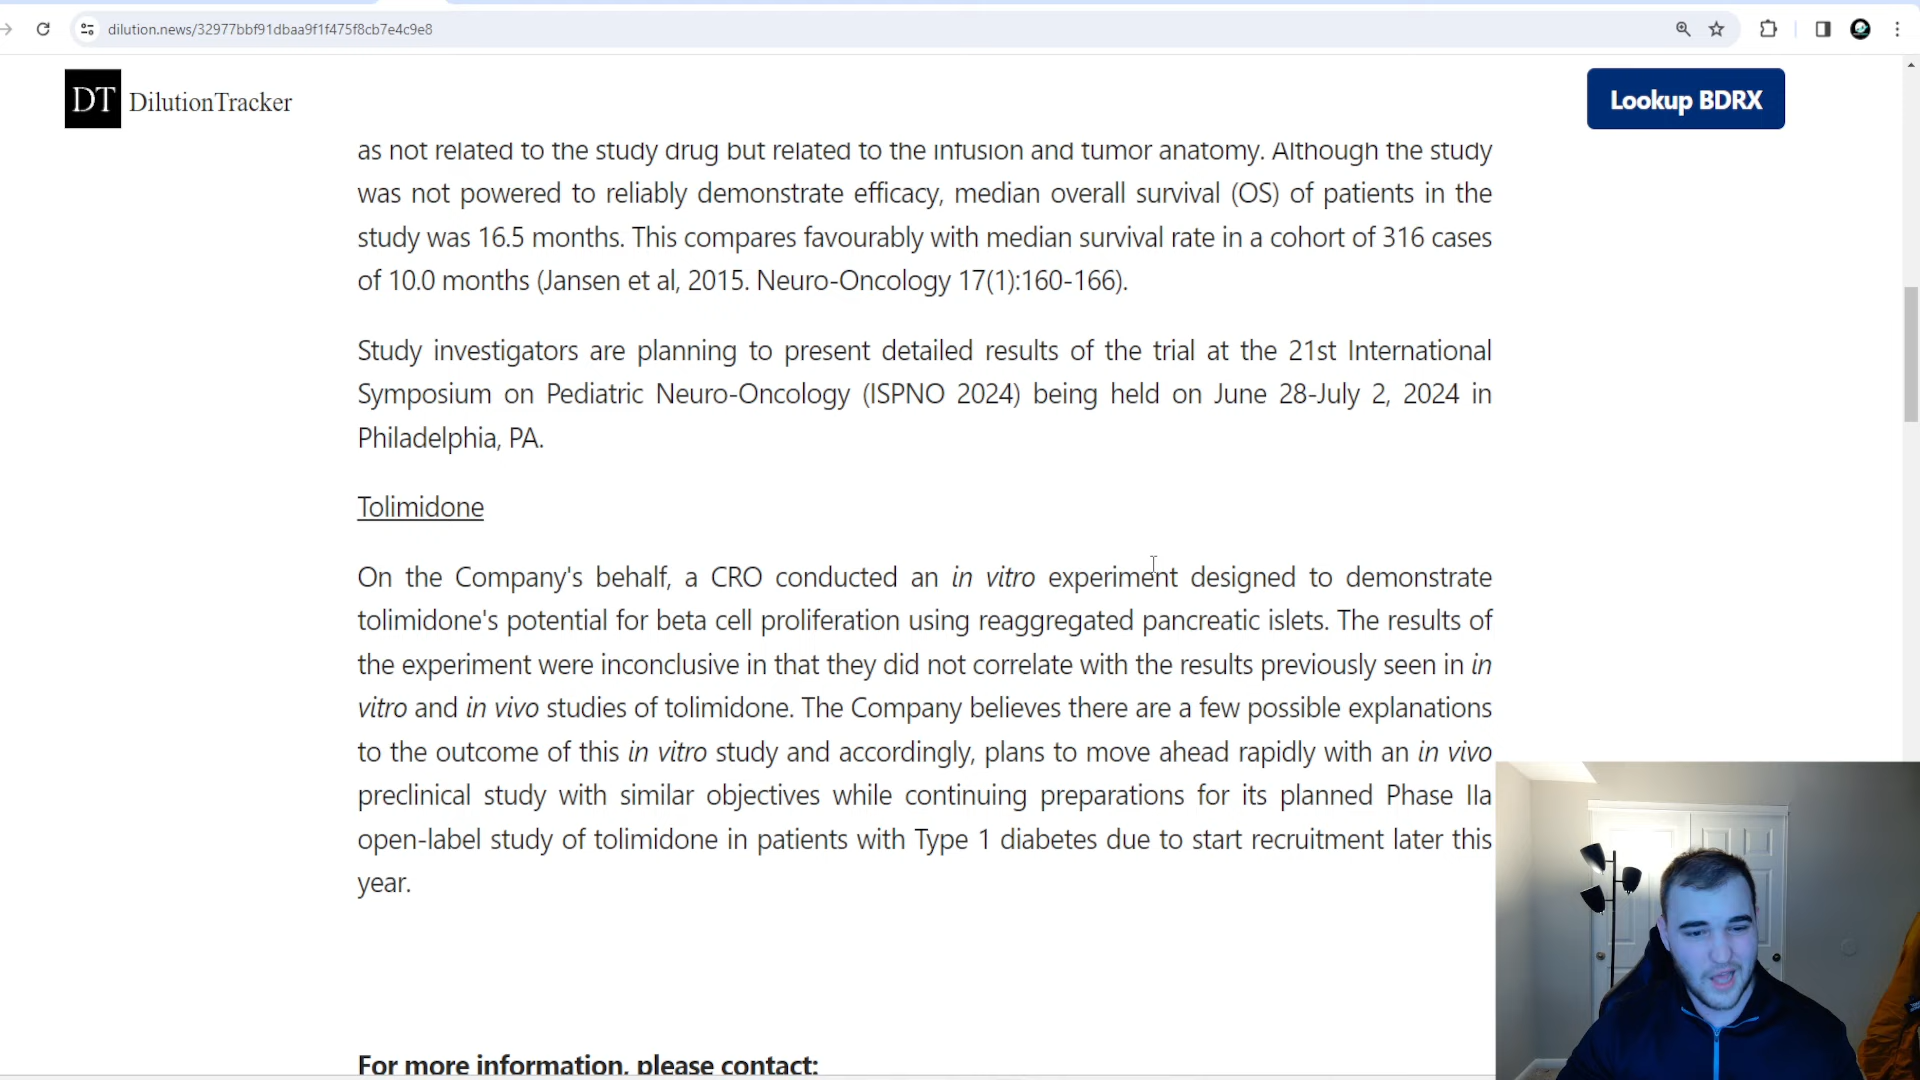 dilution.news/32977bbf91dbaa9f1f475f8cb7e4c9e8
DT DilutionTracker
Lookup BDRX
as not related to the study drug but related to the infusion and tumor anatomy. Although the study
was not powered to reliably demonstrate efficacy, median overall survival (OS) of patients in the
study was 16.5 months. This compares favourably with median survival rate in a cohort of 316 cases
of 10.0 months (Jansen et al, 2015. Neuro-Oncology 17(1):160-166).
Study investigators are planning to present detailed results of the trial at the 21st International
Symposium on Pediatric Neuro-Oncology (ISPNO 2024) being held on June 28-July 2, 2024 in
Philadelphia, PA.
Tolimidone
On the Company's behalf, a CRO conducted an in vitro experiment designed to demonstrate
tolimidone's potential for beta cell proliferation using reaggregated pancreatic islets. The results of
the experiment were inconclusive in that they did not correlate with the results previously seen in in
vitro and in vivo studies of tolimidone. The Company believes there are a few possible explanations
to the outcome of this in vitro study and accordingly, plans to move ahead rapidly with an in vivo
preclinical study with similar objectives while continuing preparations for its planned Phase IIa
open-label study of tolimidone in patients with Type 1 diabetes due to start recruitment later this
year.
For more information, please contact: